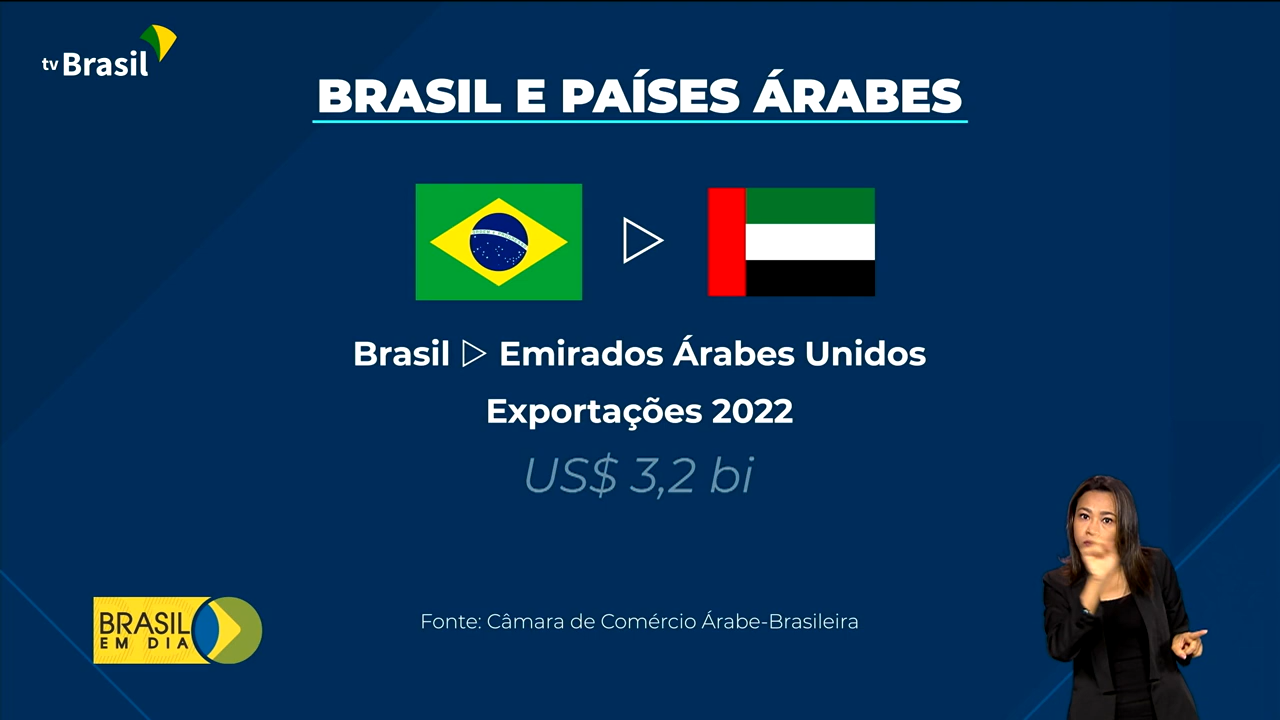 tv Brasil
BRASIL E PAÍSES ÁRABES
Brasil ▷ Emirados Árabes Unidos
Exportações 2022
US$ 3,2 bi
Fonte: Câmara de Comércio Árabe-Brasileira
BRASIL
EM DIA